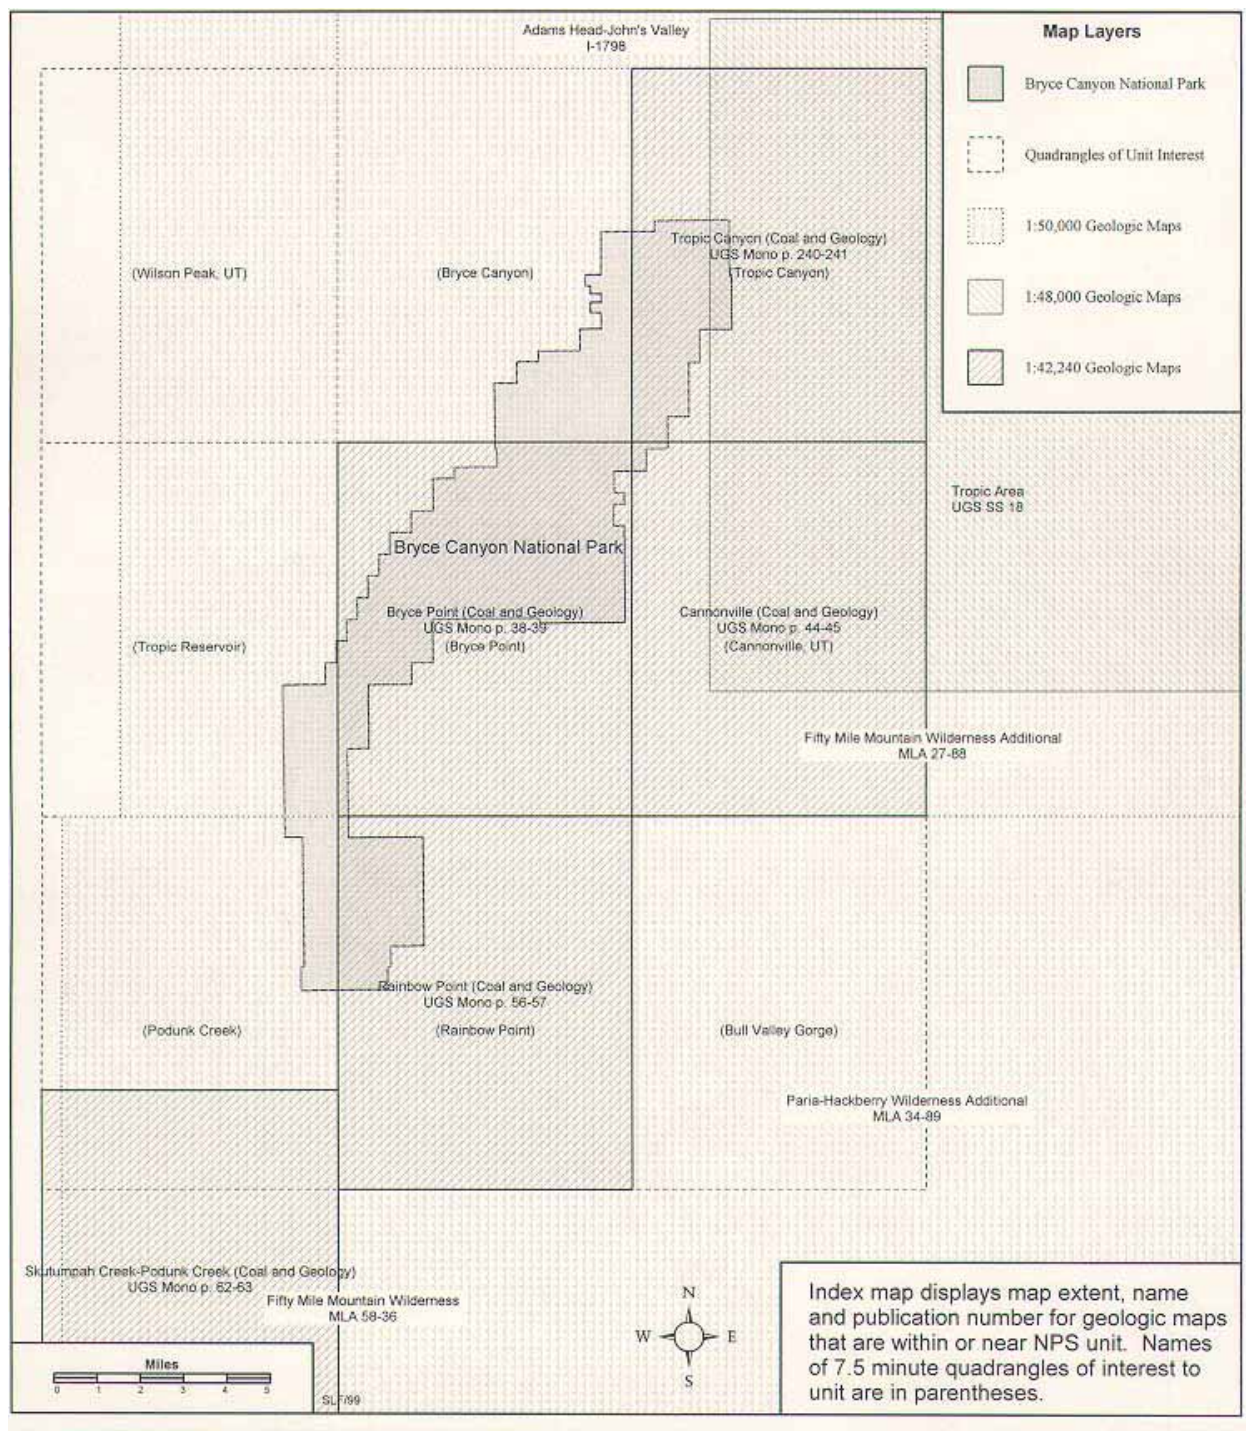 Adams Head-John's Valley
I-1798
Map Layers
Bryce Canyon National Park
Quadrangles of Unit Interest
1:50,000 Geologic Maps
1:48,000 Geologic Maps
1:42,240 Geologic Maps
Tropic Canyon (Coal and Geology)
UGS Mono p. 240-241
(Tropic Canyon)
(Wilson Peak, UT)
(Bryce Canyon)
Tropic Area
UGS SS 18
Bryce Canyon National Park
Bryce Point (Coal and Geology)
UGS Mono p. 38-39
(Bryce Point)
Cannonville (Coal and Geology)
UGS Mono p. 44-45
(Cannonville, UT)
(Tropic Reservoir)
Fifty Mile Mountain Wilderness Additional
MLA 27-88
Rainbow Point (Coal and Geology)
UGS Mono p. 56-57
(Rainbow Point)
(Podunk Creek)
(Bull Valley Gorge)
Paria-Hackberry Wilderness Additional
MLA 34-89
Skutumpah Creek-Podunk Creek (Coal and Geology)
UGS Mono p. 62-63
Fifty Mile Mountain Wilderness
MLA 58-36
N
W E
S
Miles
0 1 2 3 4 5
SLF/99
Index map displays map extent, name
and publication number for geologic maps
that are within or near NPS unit. Names
of 7.5 minute quadrangles of interest to
unit are in parentheses.